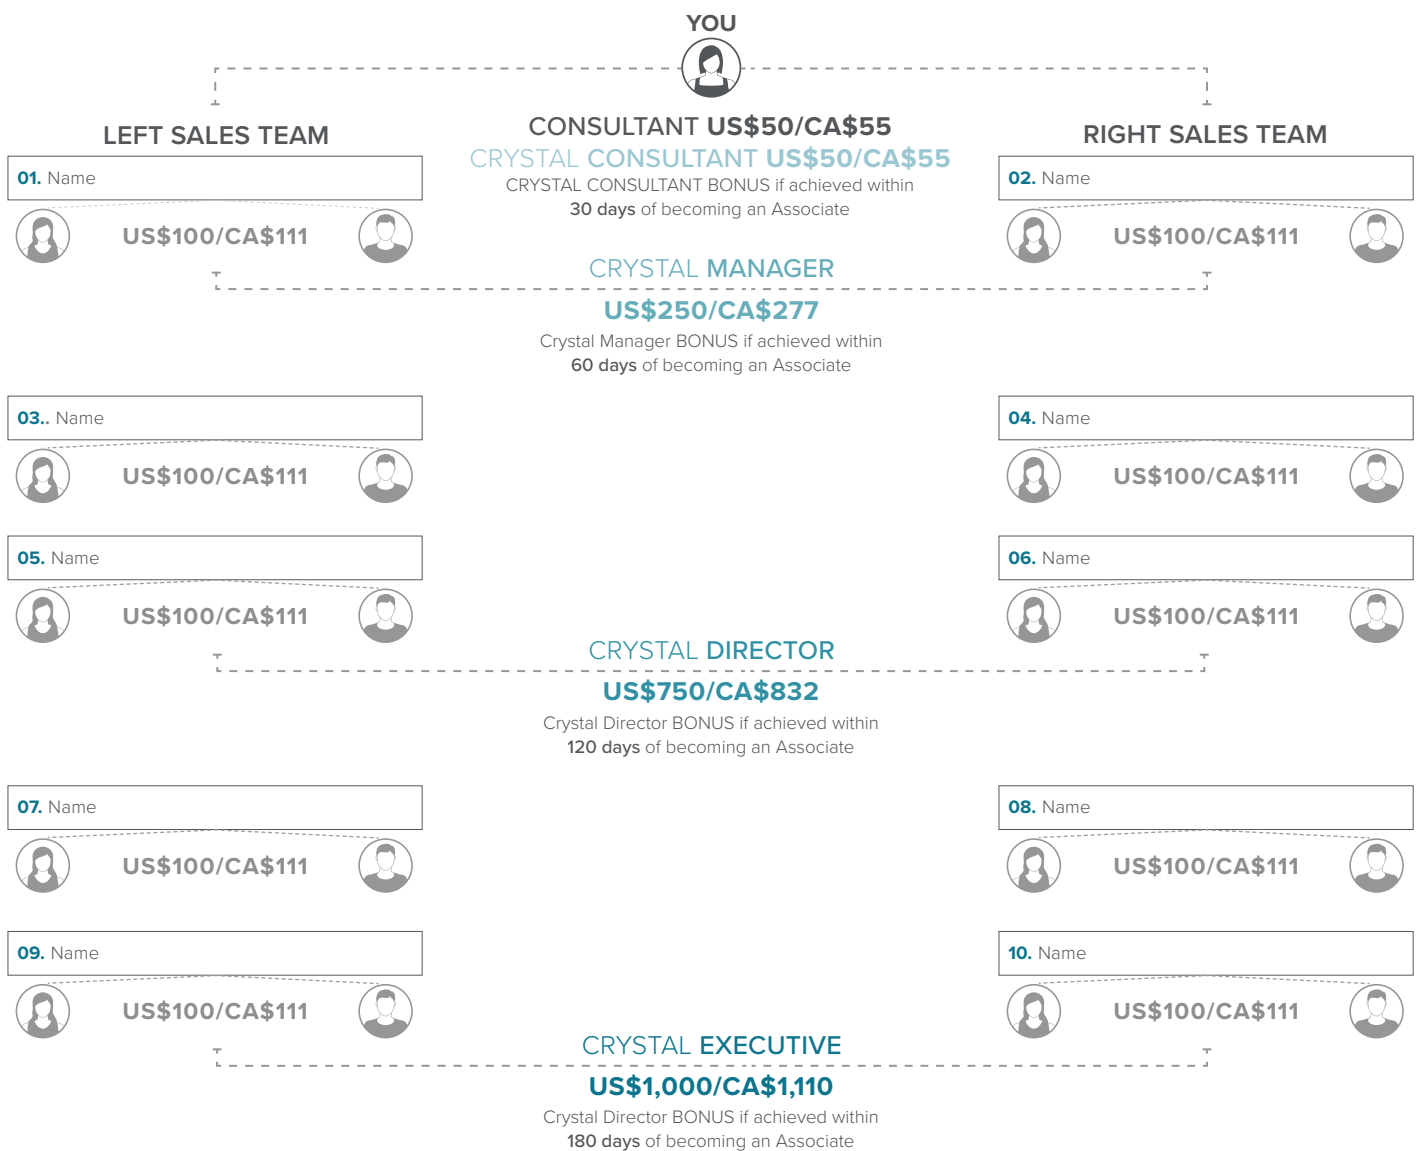 YOU
CONSULTANT US$50/CA$55
LEFT SALES TEAM
RIGHT SALES TEAM
CRYSTAL CONSULTANT US$50/CA$55
01. Name
02. Name
CRYSTAL CONSULTANT BONUS if achieved within
30 days of becoming an Associate
US$100/CA$111
US$100/CA$111
CRYSTAL MANAGER
US$250/CA$277
Crystal Manager BONUS if achieved within
60 days of becoming an Associate
03.. Name
04. Name
US$100/CA$111
US$100/CA$111
05. Name
06. Name
US$100/CA$111
US$100/CA$111
CRYSTAL DIRECTOR
US$750/CA$832
Crystal Director BONUS if achieved within
120 days of becoming an Associate
07. Name
08. Name
US$100/CA$111
US$100/CA$111
09. Name
10. Name
US$100/CA$111
US$100/CA$111
CRYSTAL EXECUTIVE
US$1,000/CA$1,110
Crystal Director BONUS if achieved within
180 days of becoming an Associate